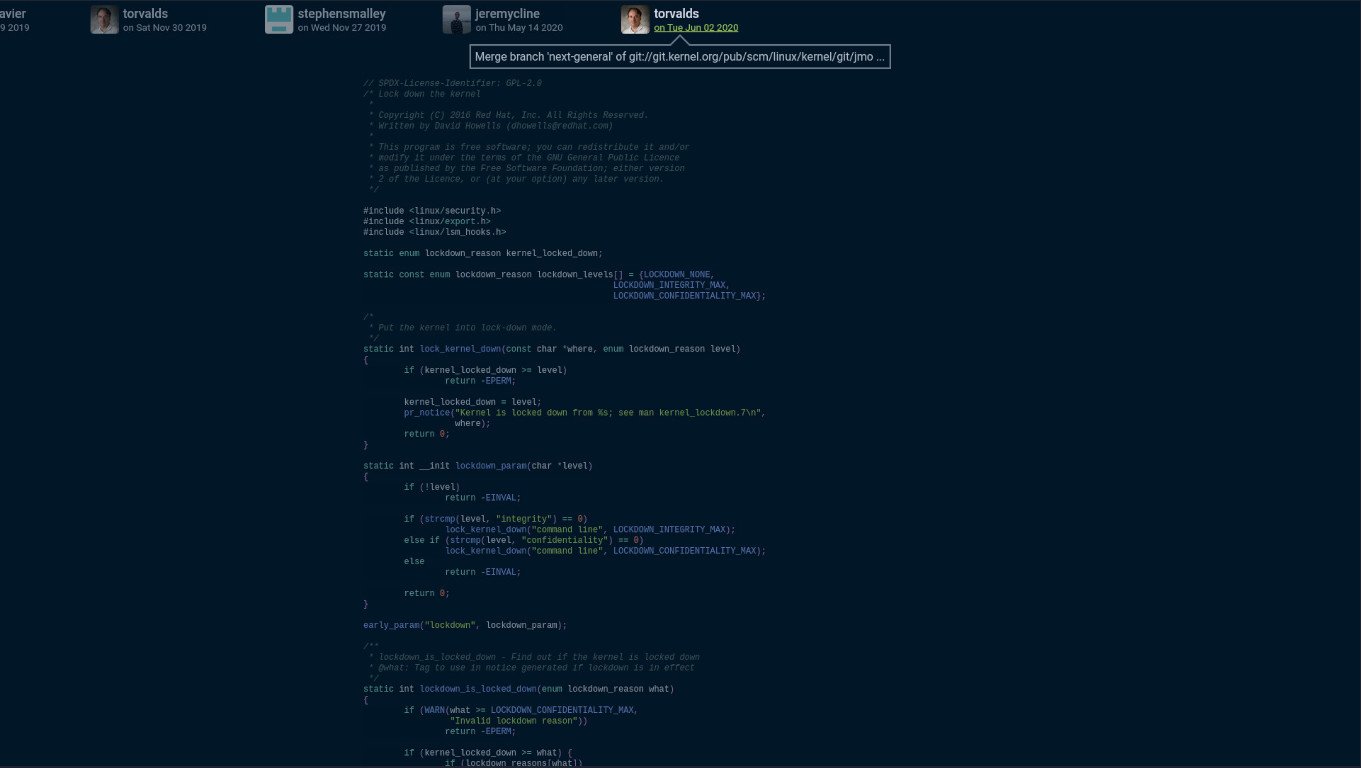 avier
9 2019
torvalds
on Sat Nov 30 2019
stephensmalley
on Wed Nov 27 2019
jeremycline
on Thu May 14 2020
torvalds
on Tue Jun 02 2020
Merge branch 'next-general' of git://git.kernel.org/pub/scm/linux/kernel/git/jmo ...
// SPDX-License-Identifier: GPL-2.0
/* Lock down the kernel
 *
 * Copyright (C) 2016 Red Hat, Inc. All Rights Reserved.
 * Written by David Howells (dhowells@redhat.com)
 *
 * This program is free software; you can redistribute it and/or
 * modify it under the terms of the GNU General Public Licence
 * as published by the Free Software Foundation; either version
 * 2 of the Licence, or (at your option) any later version.
 */
#include <linux/security.h>
#include <linux/export.h>
#include <linux/lsm_hooks.h>
static enum lockdown_reason kernel_locked_down;
static const enum lockdown_reason lockdown_levels[] = {LOCKDOWN_NONE,
LOCKDOWN_INTEGRITY_MAX,
LOCKDOWN_CONFIDENTIALITY_MAX};
/*
 * Put the kernel into lock-down mode.
 */
static int lock_kernel_down(const char *where, enum lockdown_reason level)
{
if (kernel_locked_down >= level)
return -EPERM;
kernel_locked_down = level;
pr_notice("Kernel is locked down from %s; see man kernel_lockdown.7\n",
where);
return 0;
}
static int __init lockdown_param(char *level)
{
if (!level)
return -EINVAL;
if (strcmp(level, "integrity") == 0)
lock_kernel_down("command line", LOCKDOWN_INTEGRITY_MAX);
else if (strcmp(level, "confidentiality") == 0)
lock_kernel_down("command line", LOCKDOWN_CONFIDENTIALITY_MAX);
else
return -EINVAL;
return 0;
}
early_param("lockdown", lockdown_param);
/**
 * lockdown_is_locked_down - Find out if the kernel is locked down
 * @what: Tag to use in notice generated if lockdown is in effect
 */
static int lockdown_is_locked_down(enum lockdown_reason what)
{
if (WARN(what >= LOCKDOWN_CONFIDENTIALITY_MAX,
"Invalid lockdown reason"))
return -EPERM;
if (kernel_locked_down >= what) {
if (lockdown_reasons[what])